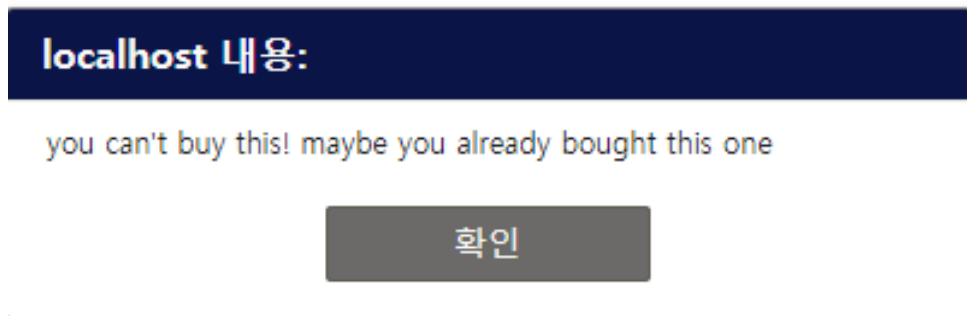 localhost 내용:
you can't buy this! maybe you already bought this one
확인